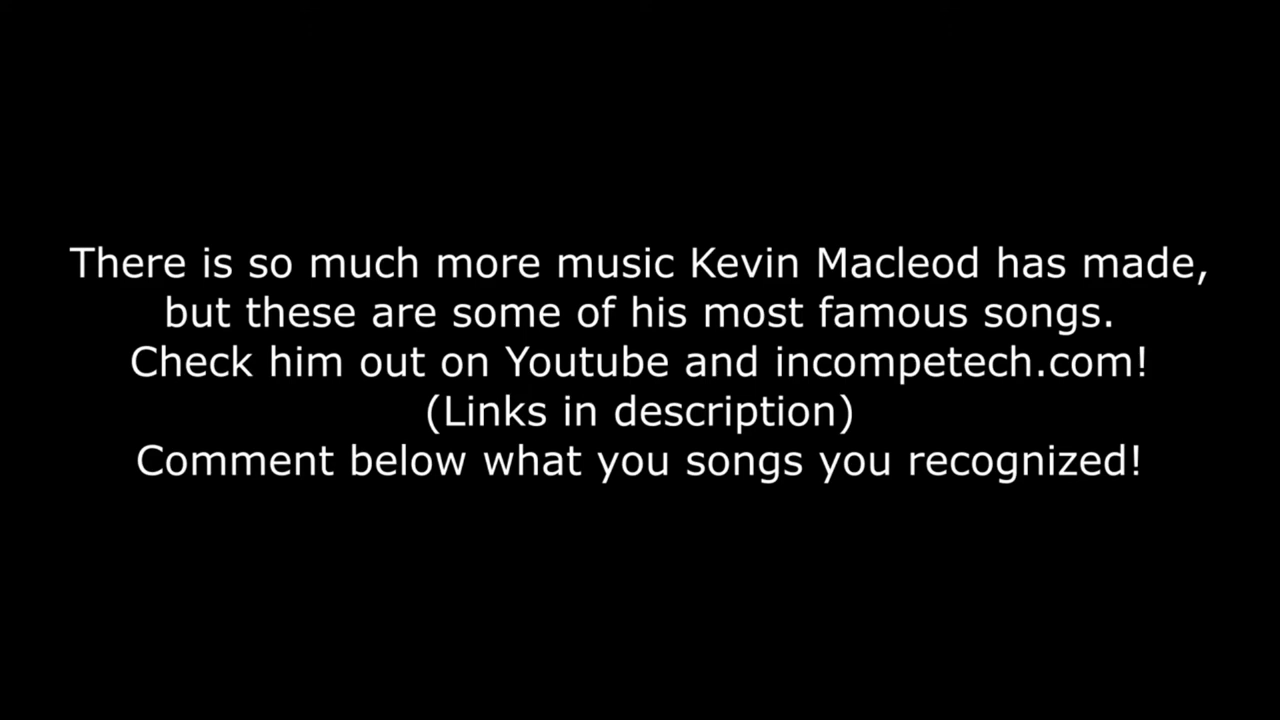 There is so much more music Kevin Macleod has made,
but these are some of his most famous songs.
Check him out on Youtube and incompetech.com!
(Links in description)
Comment below what you songs you recognized!